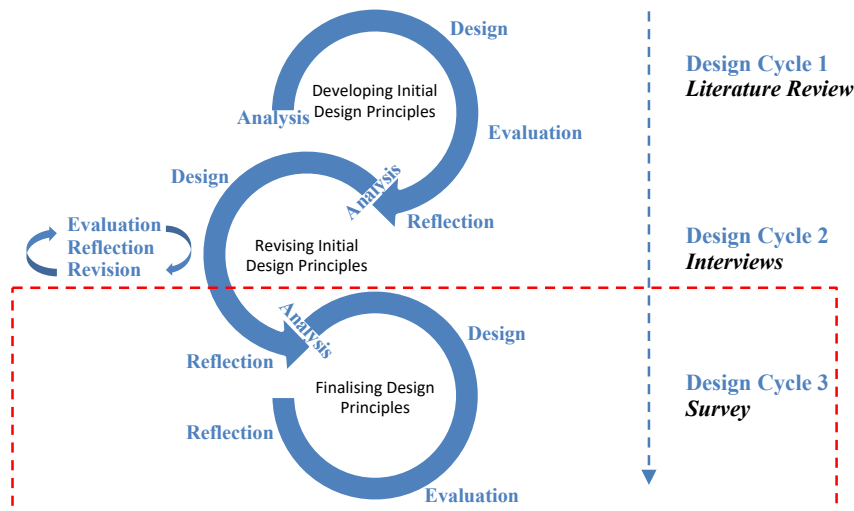 Design
Developing Initial
Design Principles
Analysis
Evaluation
Analysis
Reflection
Design Cycle 1
Literature Review
Design
Evaluation
Reflection
Revision
Revising Initial
Design Principles
Design Cycle 2
Interviews
Analysis
Reflection
Design
Finalising Design
Principles
Reflection
Evaluation
Design Cycle 3
Survey